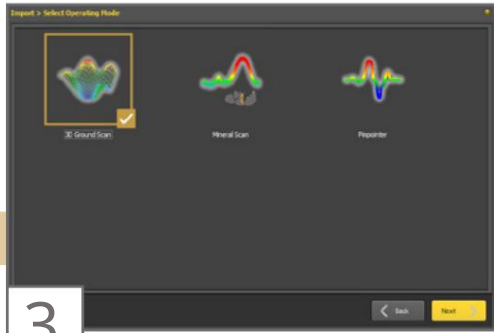 Import > Select Operating Mode
3D Ground Scan
Mineral Scan
Pinpointer
Back
Next
3